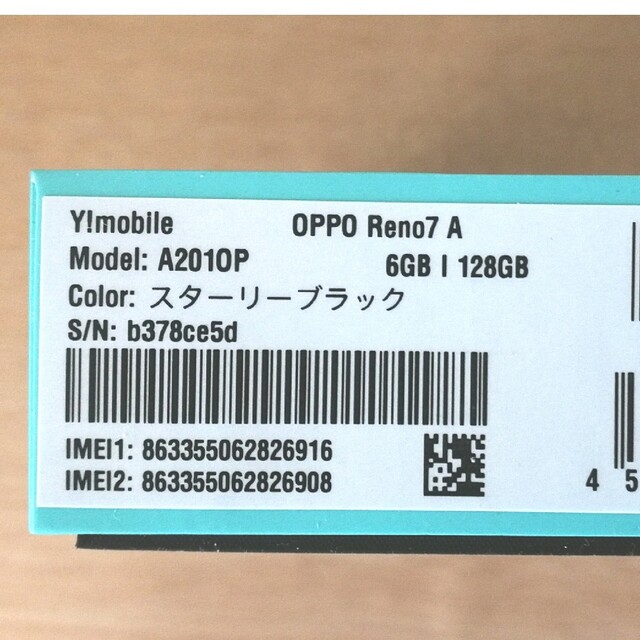 Y!mobile OPPO Reno7 A
Model: A201OP 6GB | 128GB
Color: スターリーブラック
S/N: b378ce5d
IMEI1: 863355062826916
IMEI2: 863355062826908
4 5